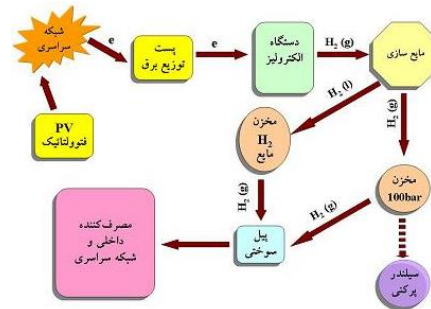 شبکه
سراسری
e
پست
توزیع برق
e
دستگاه
الکترولیز
H₂ (g)
مایع سازی
H₂ (l)
H₂ (g)
PV
فتوولتائیک
مخزن
H₂
مایع
مخزن
100bar
H₂ (g)
H₂ (g)
مصرف‌کننده
داخلی و
شبکه سراسری
پیل
سوختی
سیلندر
پرکنی